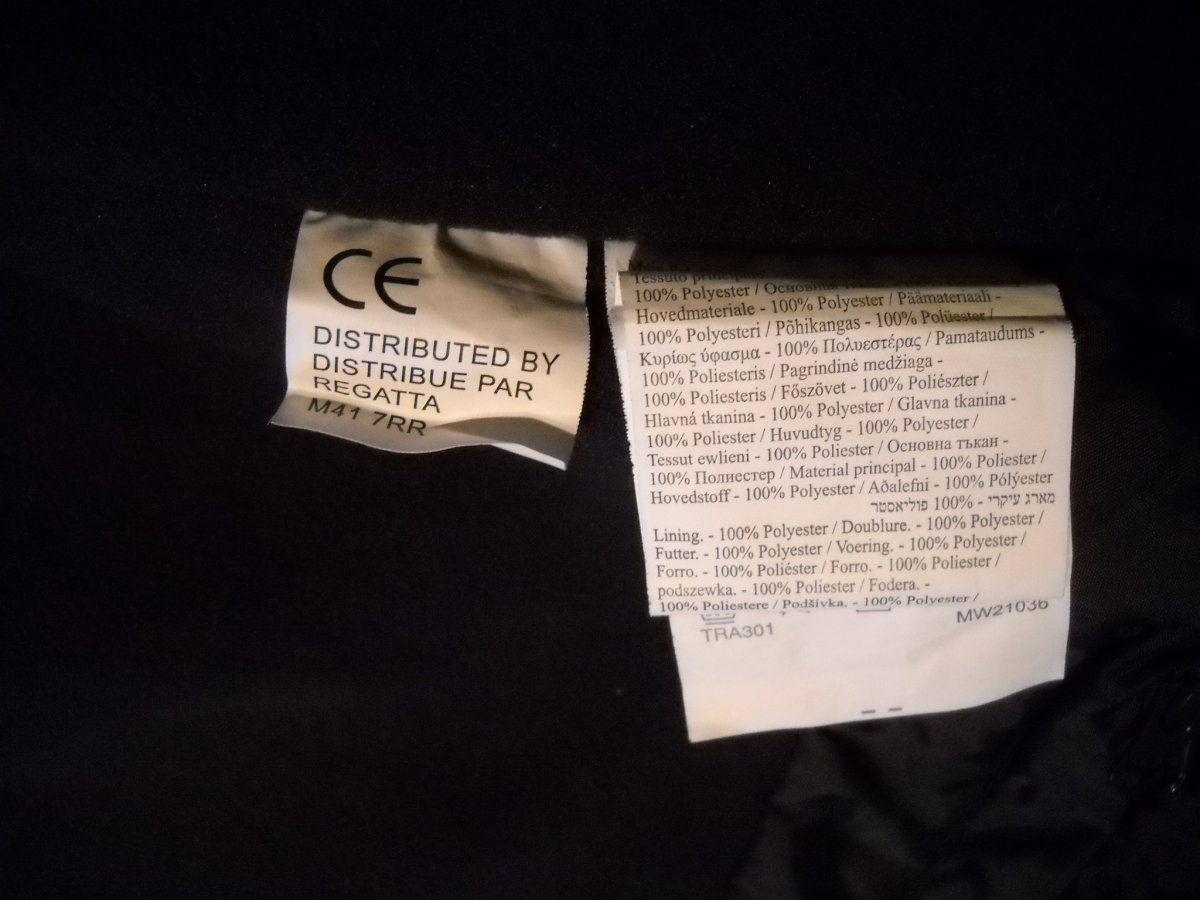 CE
DISTRIBUTED BY
DISTRIBUE PAR
REGATTA
M41 7RR
Tessuto
100% Polyester / Основная
Hovedmateriale - 100% Polyester / Päämateriaali -
100% Polyesteri / Põhikangas - 100% Polüester /
Κυρίως ύφασμα - 100% Πολυεστέρας / Pamataudums -
100% Poliesteris / Pagrindinė medžiaga -
100% Poliesteris / Főszövet - 100% Poliészter /
Hlavná tkanina - 100% Polyester / Glavna tkanina -
100% Poliester / Huvudtyg - 100% Polyester /
Tessut ewlieni - 100% Poliester / Основна тъкан -
100% Полиестер / Material principal - 100% Poliester /
Hovedstoff - 100% Polyester / Aðalefni - 100% Pólýester
מארג עיקרי - 100% פוליאסטר
Lining. - 100% Polyester / Doublure. - 100% Polyester /
Futter. - 100% Polyester / Voering. - 100% Polyester /
Forro. - 100% Poliéster / Forro. - 100% Poliester /
podszewka. - 100% Poliester / Fodera. -
100% Poliestere / Podšívka. - 100% Polyester /
TRA301
MW21036